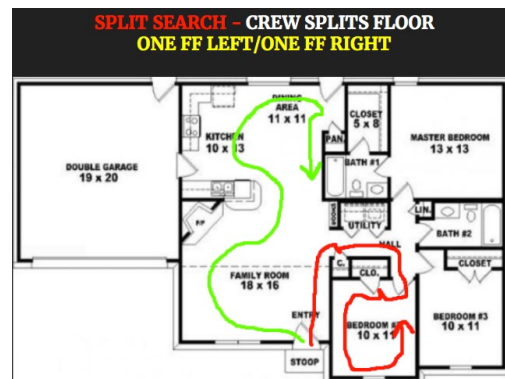 SPLIT SEARCH – CREW SPLITS FLOOR
ONE FF LEFT/ONE FF RIGHT
DINING
AREA
11 x 11
CLOSET
5 x 8
KITCHEN
10 x 13
PAN.
MASTER BEDROOM
13 x 13
DOUBLE GARAGE
19 x 20
BATH #1
LIN.
UTILITY
BATH #2
HALL
F/P
C.
CLO.
CLOSET
FAMILY ROOM
18 x 16
ENTRY
BEDROOM
10 x 11
BEDROOM #3
10 x 11
STOOP